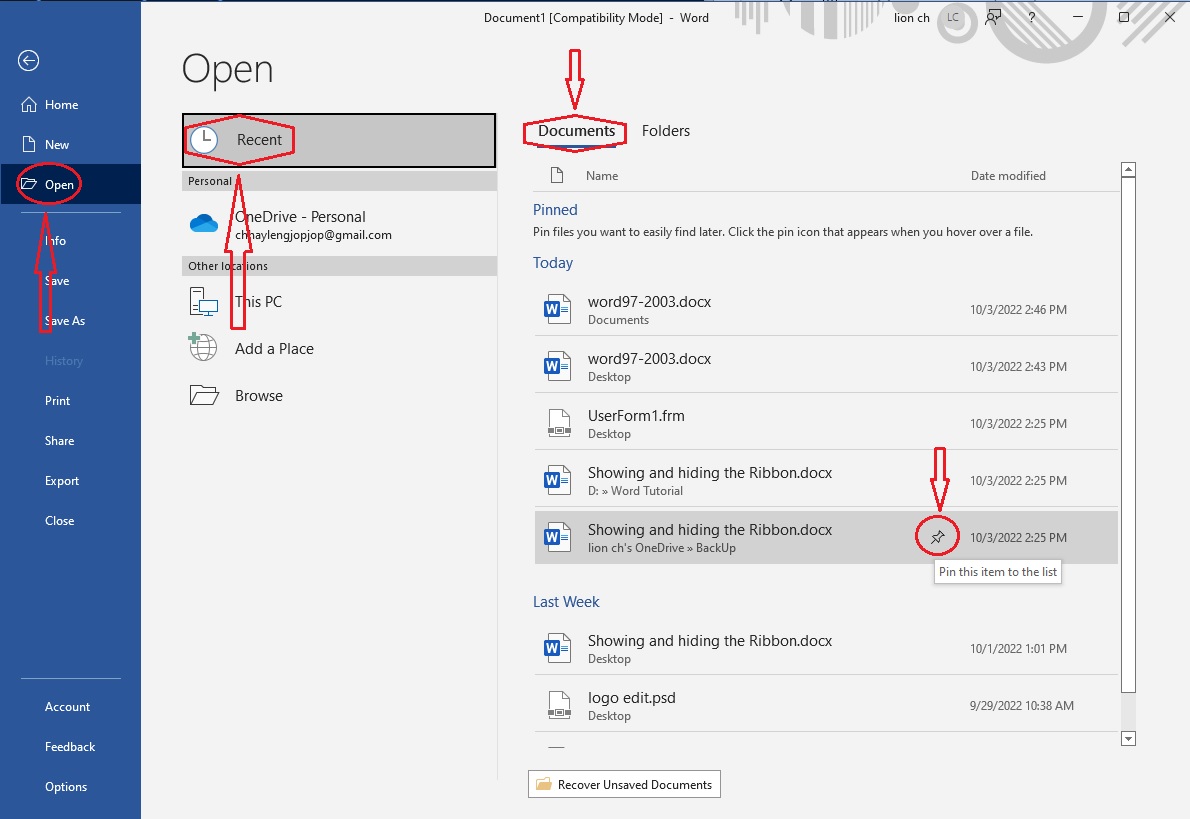 Document1 [Compatibility Mode] - Word
lion ch
LC
?
Home
New
Open
Info
Save
Save As
History
Print
Share
Export
Close
Account
Feedback
Options
Open
Recent
Personal
OneDrive - Personal
chhaylengjopjop@gmail.com
Other locations
This PC
Add a Place
Browse
Documents Folders
Name Date modified
Pinned
Pin files you want to easily find later. Click the pin icon that appears when you hover over a file.
Today
word97-2003.docx
Documents
10/3/2022 2:46 PM
word97-2003.docx
Desktop
10/3/2022 2:43 PM
UserForm1.frm
Desktop
10/3/2022 2:25 PM
Showing and hiding the Ribbon.docx
D: » Word Tutorial
10/3/2022 2:25 PM
Showing and hiding the Ribbon.docx
lion ch's OneDrive » BackUp
10/3/2022 2:25 PM
Pin this item to the list
Last Week
Showing and hiding the Ribbon.docx
Desktop
10/1/2022 1:01 PM
logo edit.psd
Desktop
9/29/2022 10:38 AM
Recover Unsaved Documents